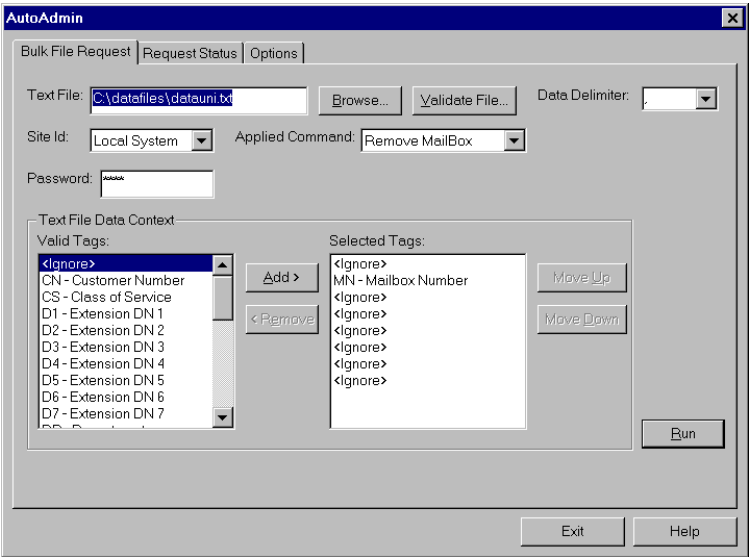 AutoAdmin
Bulk File Request Request Status Options
Text File: C:\datafiles\datauni.txt Browse... Validate File... Data Delimiter: ,
Site Id: Local System Applied Command: Remove MailBox
Password: ****
Text File Data Context
Valid Tags: Selected Tags:
<Ignore> <Ignore>
CN - Customer Number MN - Mailbox Number
CS - Class of Service <Ignore>
D1 - Extension DN 1 <Ignore>
D2 - Extension DN 2 <Ignore>
D3 - Extension DN 3 <Ignore>
D4 - Extension DN 4 <Ignore>
D5 - Extension DN 5 <Ignore>
D6 - Extension DN 6
D7 - Extension DN 7
Add >
< Remove
Move Up
Move Down
Run
Exit Help